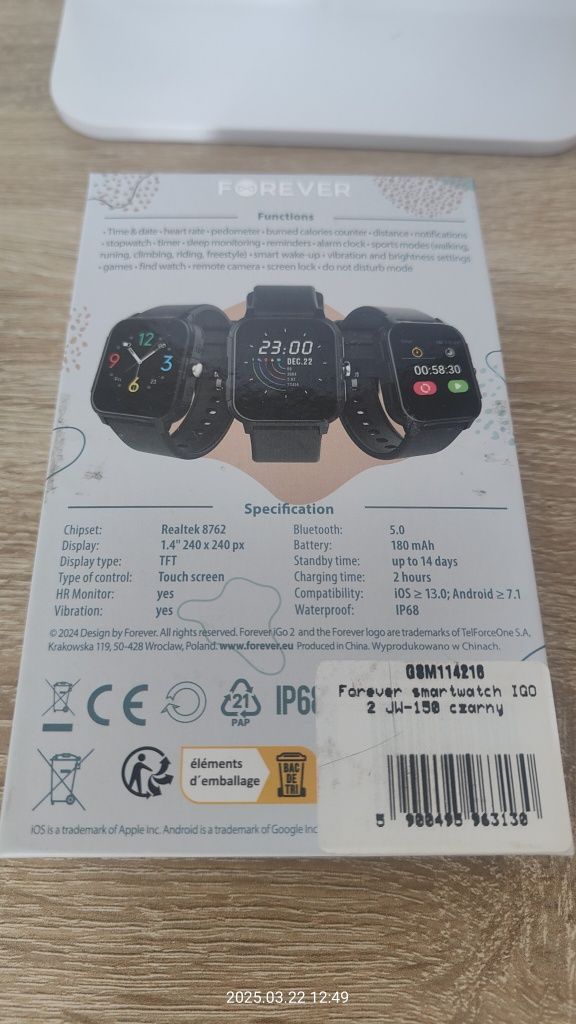 FOREVER
Functions
• Time & date • heart rate • pedometer • burned calories counter • distance • notifications
• stopwatch • timer • sleep monitoring • reminders • alarm clock • sports modes (walking,
runing, climbing, riding, freestyle) • smart wake-up • vibration and brightness settings
• games • find watch • remote camera • screen lock • do not disturb mode
12
9
3
6
23
23:00
DEC.22
00:58:30
Specification
Chipset: Realtek 8762
Display: 1.4" 240 x 240 px
Display type: TFT
Type of control: Touch screen
HR Monitor: yes
Vibration: yes
Bluetooth: 5.0
Battery: 180 mAh
Standby time: up to 14 days
Charging time: 2 hours
Compatibility: iOS ≥ 13.0; Android ≥ 7.1
Waterproof: IP68
© 2024 Design by Forever. All rights reserved. Forever iGo 2 and the Forever logo are trademarks of TelForceOne S.A,
Krakowska 119, 50-428 Wrocław, Poland. www.forever.eu Produced in China. Wyprodukowano w Chinach.
CE
21
PAP
IP68
GSM114216
Forever smartwatch IGO
2 JW-150 czarny
5 900495 963130
éléments
d´emballage
BAC
DE
TRI
iOS is a trademark of Apple Inc. Android is a trademark of Google Inc
2025.03.22 12:49